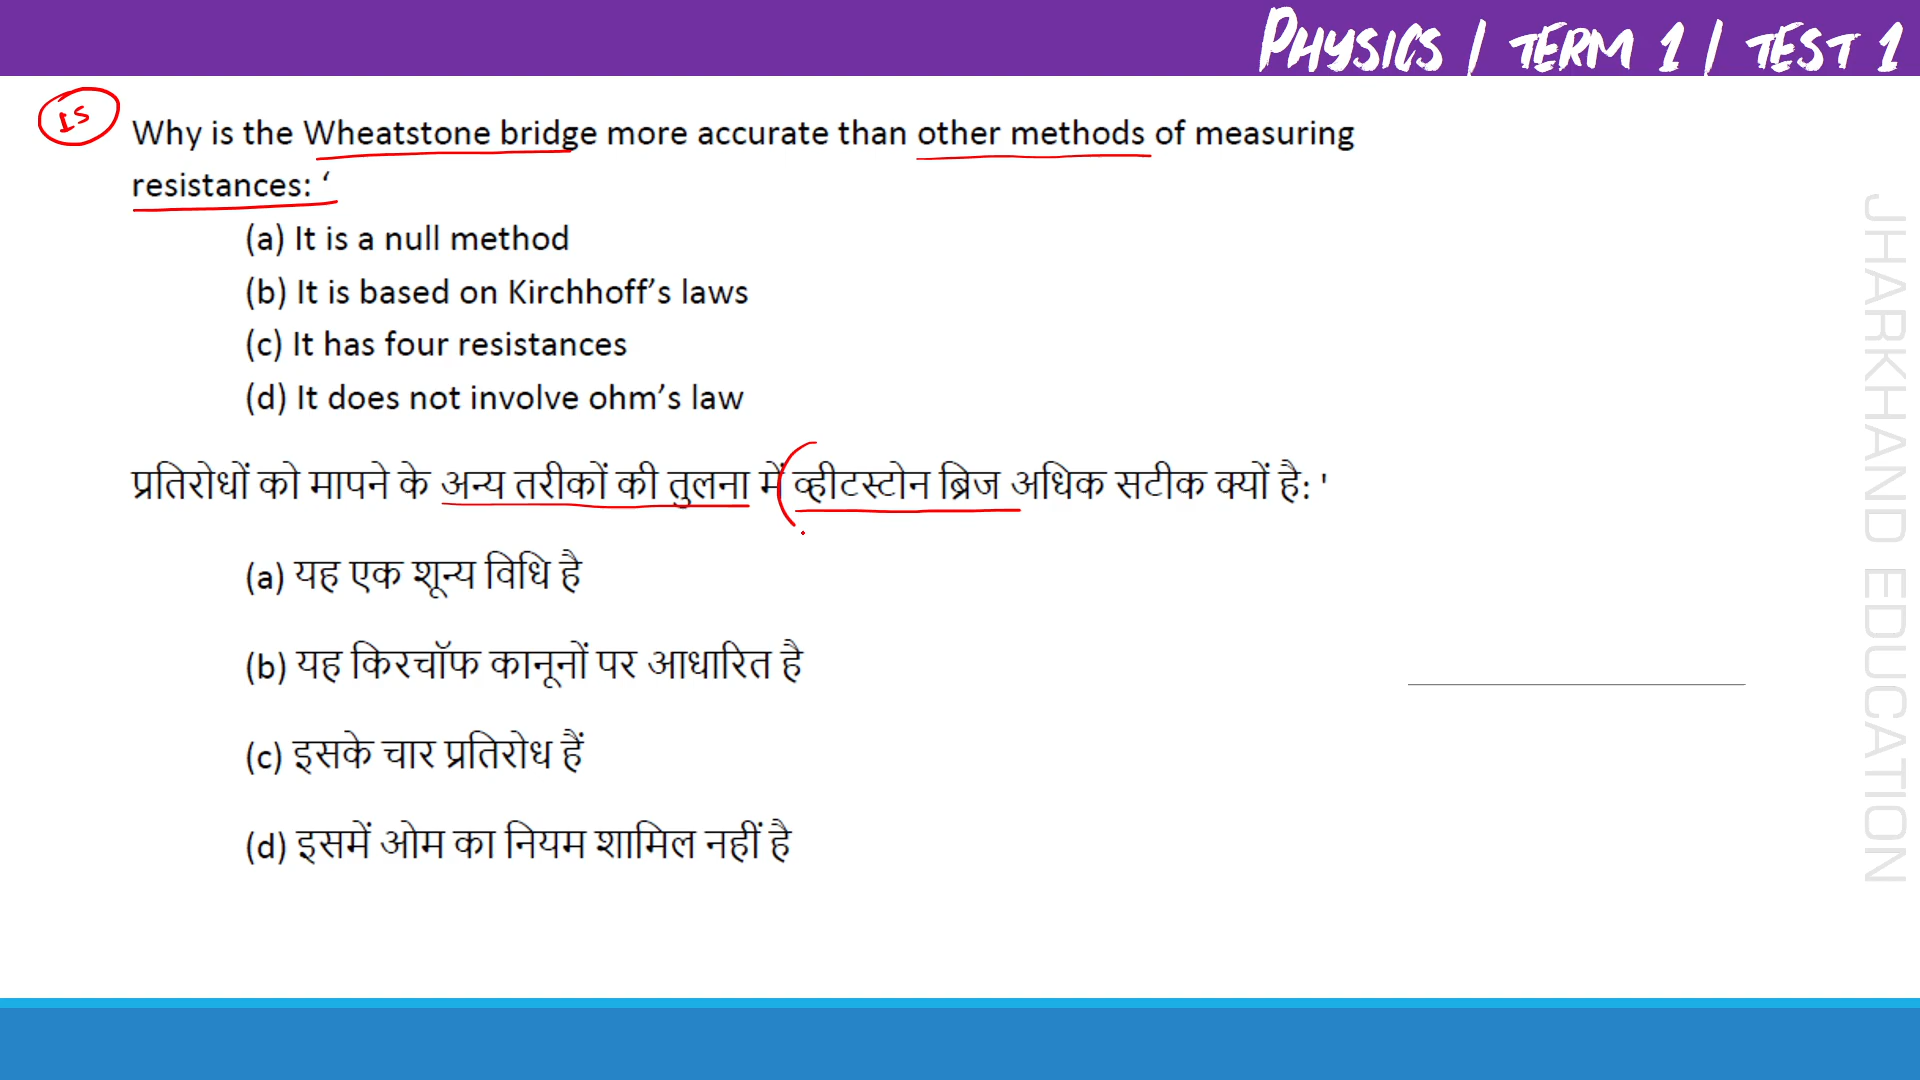 PHYSICS | TERM 1 | TEST 1
15
Why is the Wheatstone bridge more accurate than other methods of measuring
resistances: ‘
(a) It is a null method
(b) It is based on Kirchhoff’s laws
(c) It has four resistances
(d) It does not involve ohm’s law
प्रतिरोधों को मापने के अन्य तरीकों की तुलना में व्हीटस्टोन ब्रिज अधिक सटीक क्यों है: '
(a) यह एक शून्य विधि है
(b) यह किरचॉफ कानूनों पर आधारित है
(c) इसके चार प्रतिरोध हैं
(d) इसमें ओम का नियम शामिल नहीं है
JHARKHAND EDUCATION